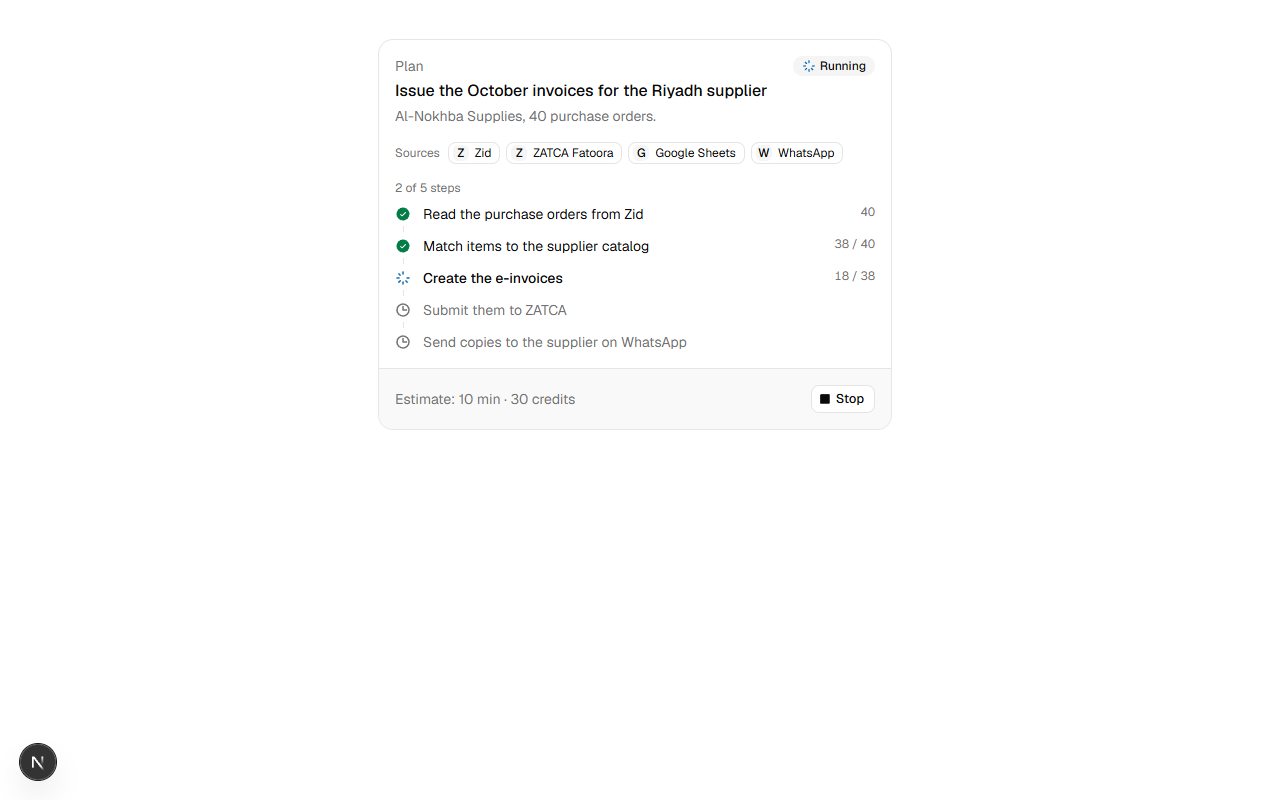 Plan
Running
Issue the October invoices for the Riyadh supplier
Al-Nokhba Supplies, 40 purchase orders.
Sources Z Zid Z ZATCA Fatoora G Google Sheets W WhatsApp
2 of 5 steps
Read the purchase orders from Zid 40
Match items to the supplier catalog 38 / 40
Create the e-invoices 18 / 38
Submit them to ZATCA
Send copies to the supplier on WhatsApp
Estimate: 10 min · 30 credits Stop
N